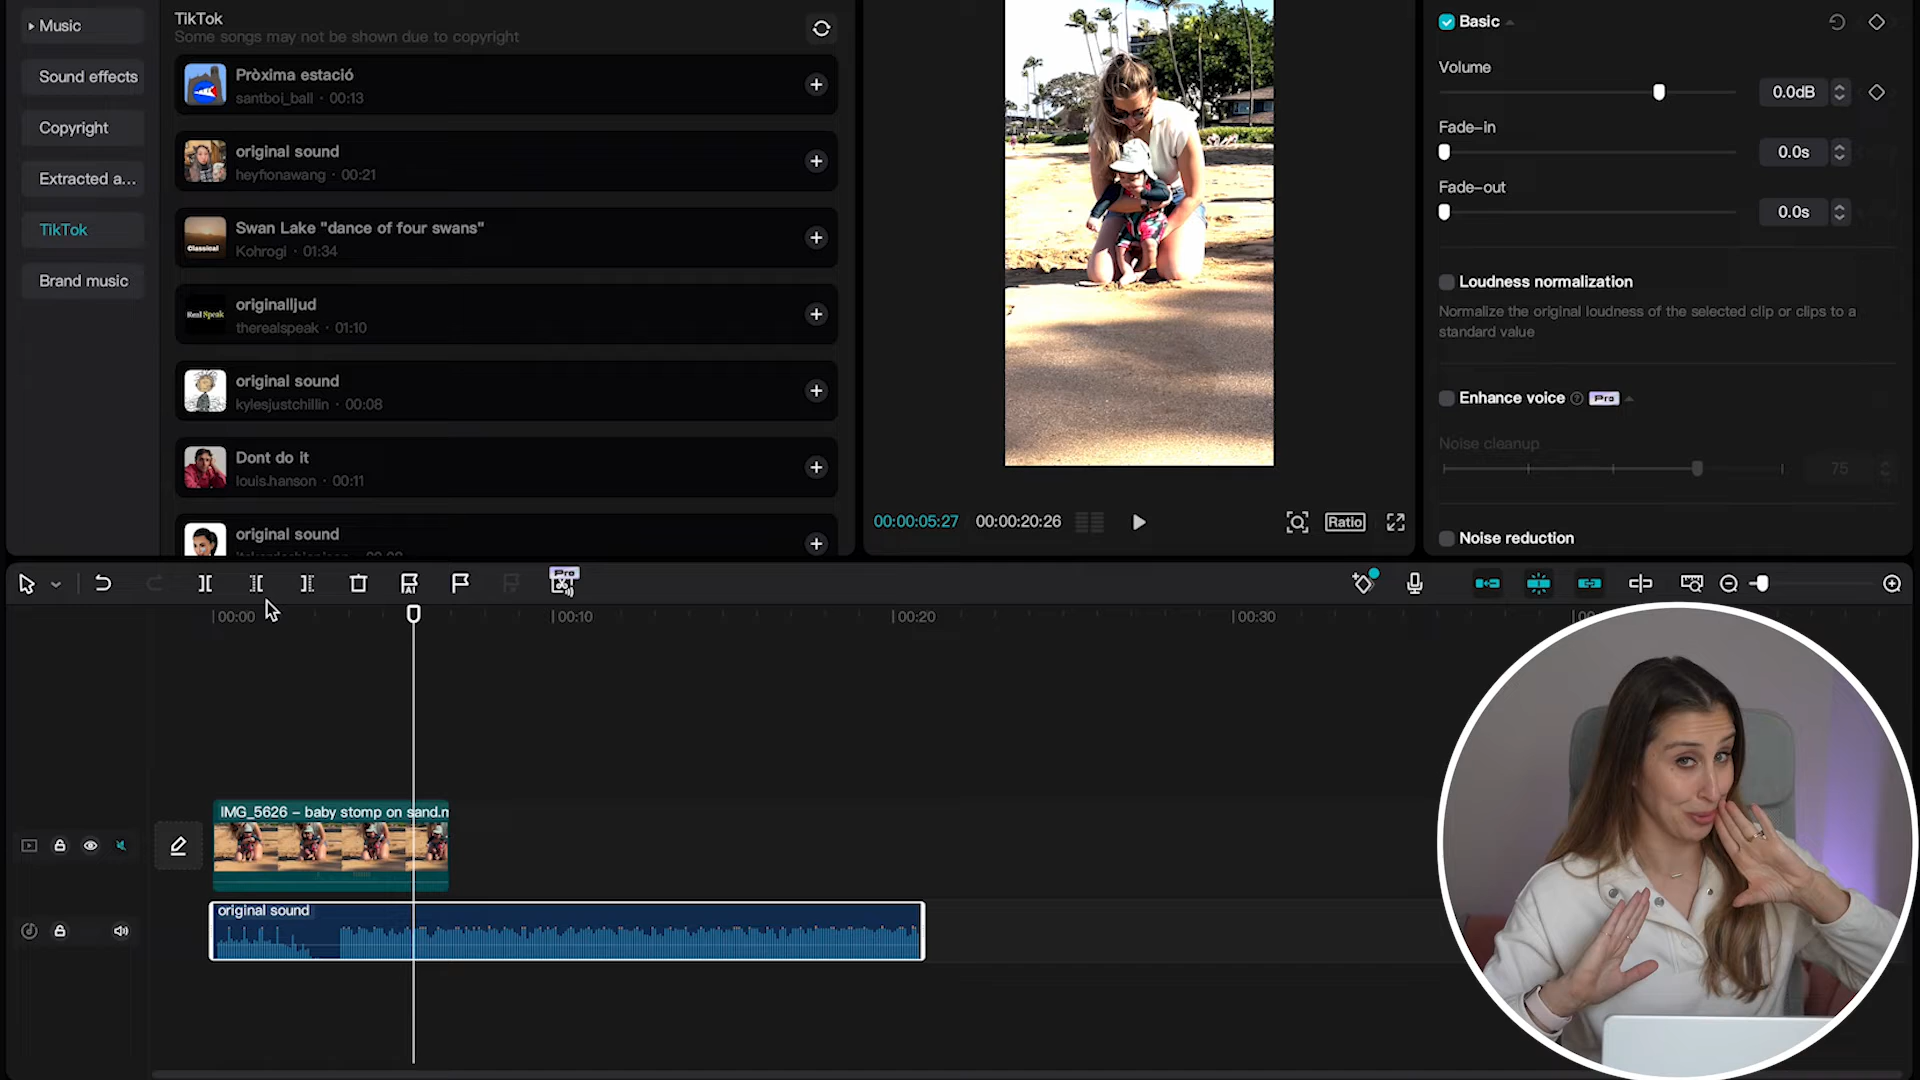 Music
Sound effects
Copyright
Extracted a...
TikTok
Brand music
TikTok
Some songs may not be shown due to copyright
Pròxima estació
santboi_ball · 00:13
original sound
heyfionawang · 00:21
Swan Lake "dance of four swans"
Classical
Kohrogi · 01:34
originalljud
Real Speak
therealspeak · 01:10
original sound
kylesjustchillin · 00:08
Dont do it
louis.hanson · 00:11
original sound
00:00:05:27
00:00:20:26
Ratio
Basic
Volume
0.0dB
Fade-in
0.0s
Fade-out
0.0s
Loudness normalization
Normalize the original loudness of the selected clip or clips to a
standard value
Enhance voice
Pro
Noise cleanup
75
Noise reduction
AI
Pro
00:00
00:10
00:20
00:30
IMG_5626 – baby stomp on sand.m
original sound